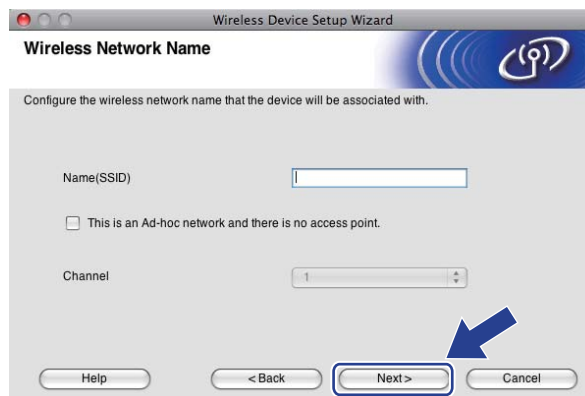 Wireless Device Setup Wizard
Wireless Network Name
Configure the wireless network name that the device will be associated with.
Name(SSID)
This is an Ad-hoc network and there is no access point.
Channel 1
Help <Back Next> Cancel